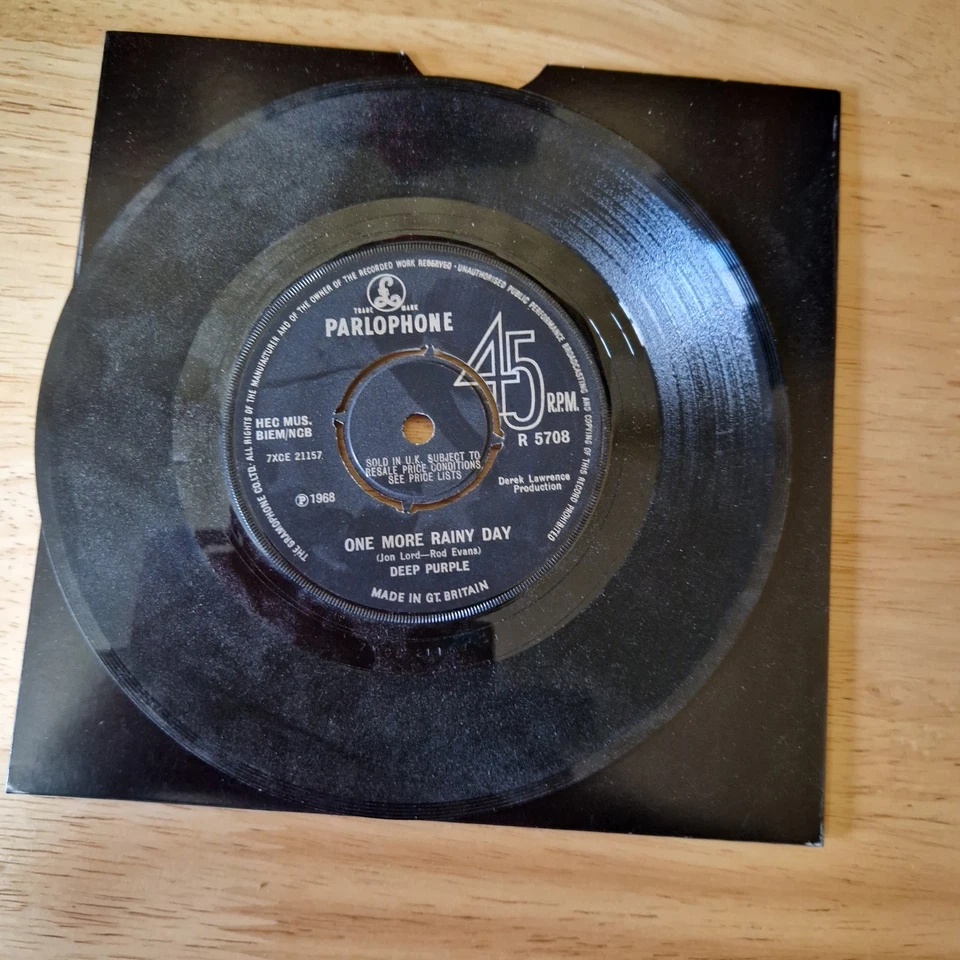 THE GRAMOPHONE CO.LTD. ALL RIGHTS OF THE MANUFACTURER AND OF THE OWNER OF THE RECORDED WORK RESERVED · UNAUTHORISED PUBLIC PERFORMANCE BROADCASTING AND COPYING OF THIS RECORD PROHIBITED
£
TRADE MARK
PARLOPHONE
45
R.P.M.
HEC MUS.
BIEM/NCB
R 5708
7XCE 21157
SOLD IN U.K. SUBJECT TO
RESALE PRICE CONDITIONS,
SEE PRICE LISTS
Derek Lawrence
Production
℗1968
ONE MORE RAINY DAY
(Jon Lord—Rod Evans)
DEEP PURPLE
MADE IN GT. BRITAIN